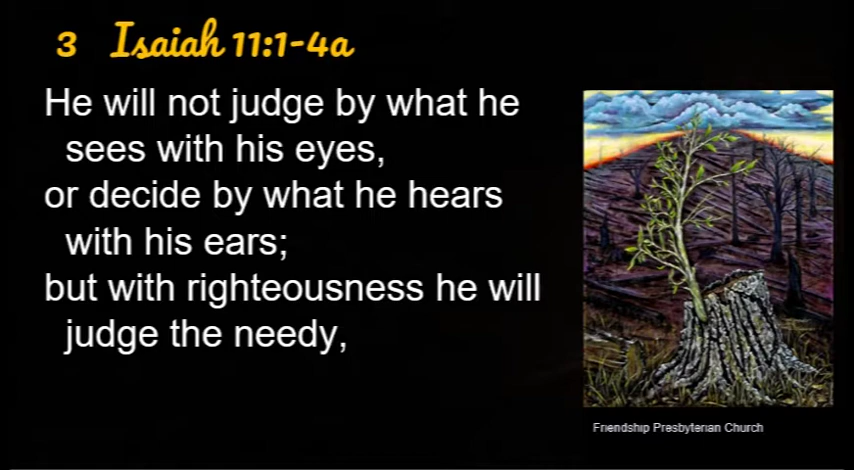 3 Isaiah 11:1-4a
He will not judge by what he
sees with his eyes,
or decide by what he hears
with his ears;
but with righteousness he will
judge the needy,
Friendship Presbyterian Church